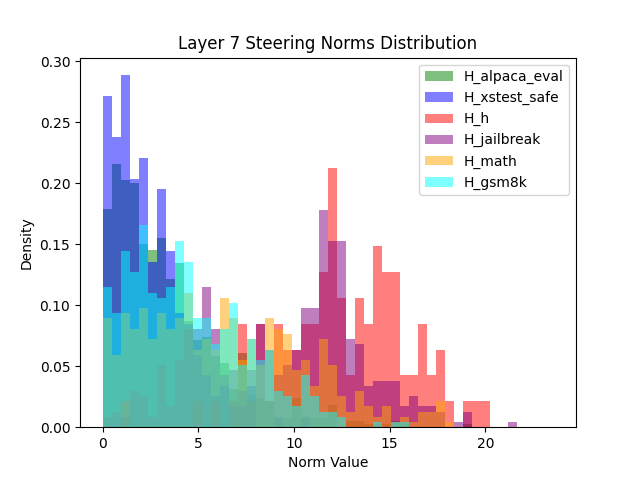 Layer 7 Steering Norms Distribution
0.30
0.25
0.20
0.15
0.10
0.05
0.00
Density
H_alpaca_eval
H_xstest_safe
H_h
H_jailbreak
H_math
H_gsm8k
0
5
10
15
20
Norm Value